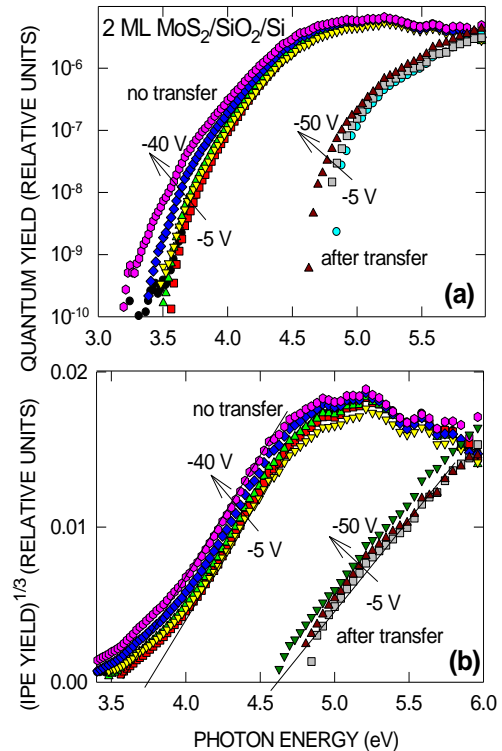 2 ML MoS₂/SiO₂/Si
no transfer
-40 V
-5 V
-50 V
-5 V
after transfer
(a)
QUANTUM YIELD (RELATIVE UNITS)
10⁻⁶
10⁻⁷
10⁻⁸
10⁻⁹
10⁻¹⁰
3.0 3.5 4.0 4.5 5.0 5.5
0.02
0.01
0.00
(IPE YIELD)¹/³ (RELATIVE UNITS)
no transfer
-40 V
-5 V
-50 V
-5 V
after transfer
(b)
3.5 4.0 4.5 5.0 5.5 6.0
PHOTON ENERGY (eV)